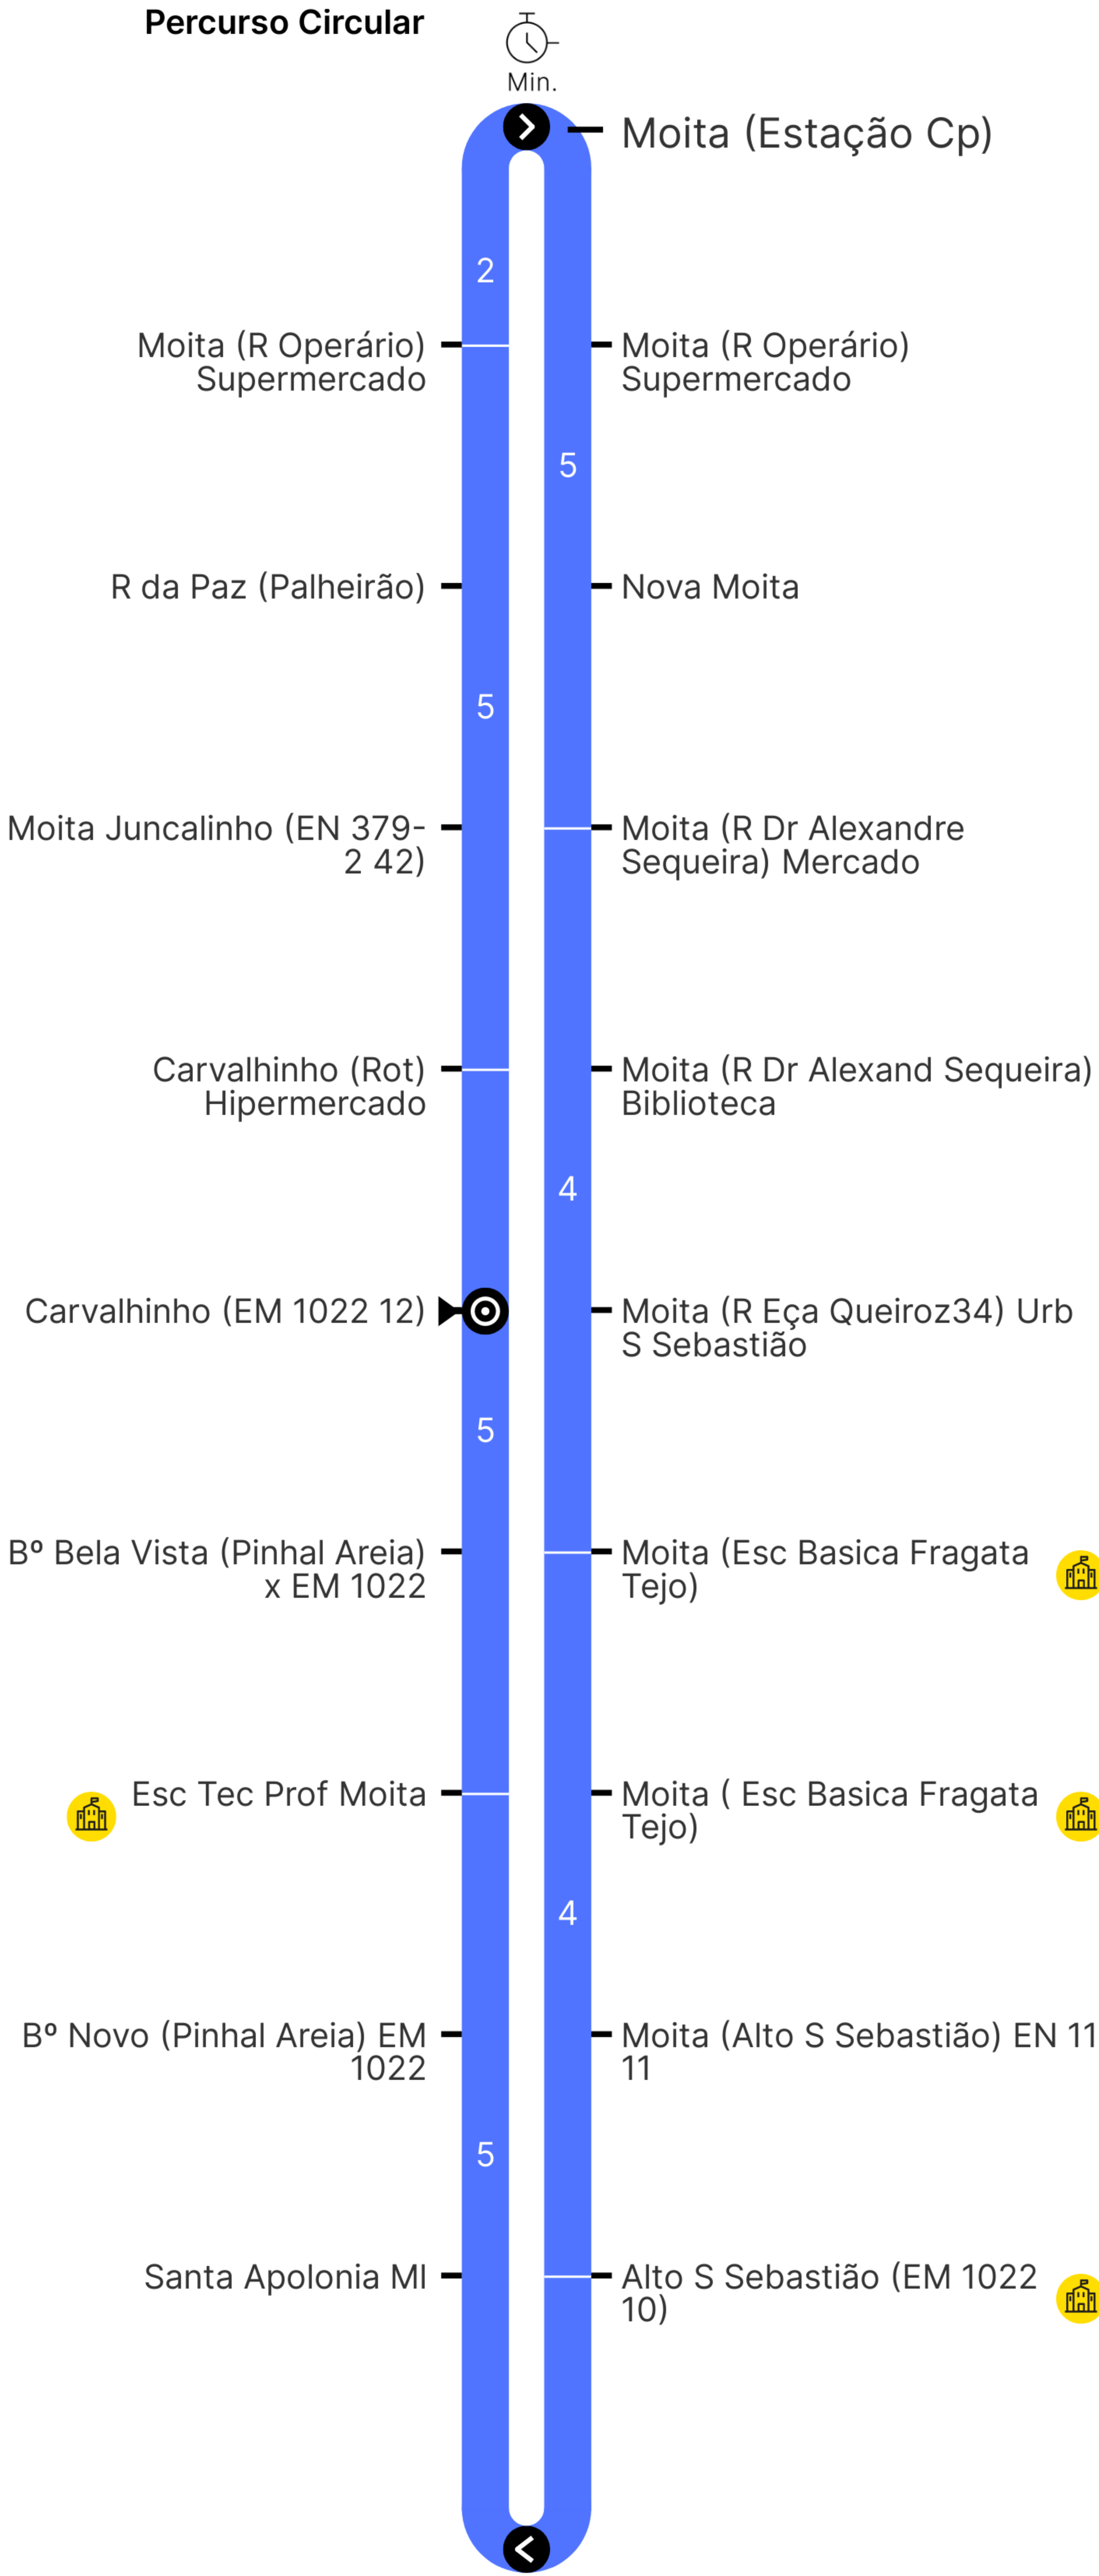 Percurso Circular
Min.
Moita (Estação Cp)
2
Moita (R Operário)
Supermercado
Moita (R Operário)
Supermercado
5
R da Paz (Palheirão)
Nova Moita
5
Moita Juncalinho (EN 379-
2 42)
Moita (R Dr Alexandre
Sequeira) Mercado
Carvalhinho (Rot)
Hipermercado
Moita (R Dr Alexand Sequeira)
Biblioteca
4
Carvalhinho (EM 1022 12)
Moita (R Eça Queiroz34) Urb
S Sebastião
5
Bº Bela Vista (Pinhal Areia)
x EM 1022
Moita (Esc Basica Fragata
Tejo)
Esc Tec Prof Moita
Moita ( Esc Basica Fragata
Tejo)
4
Bº Novo (Pinhal Areia) EM
1022
Moita (Alto S Sebastião) EN 11
11
5
Santa Apolonia MI
Alto S Sebastião (EM 1022
10)